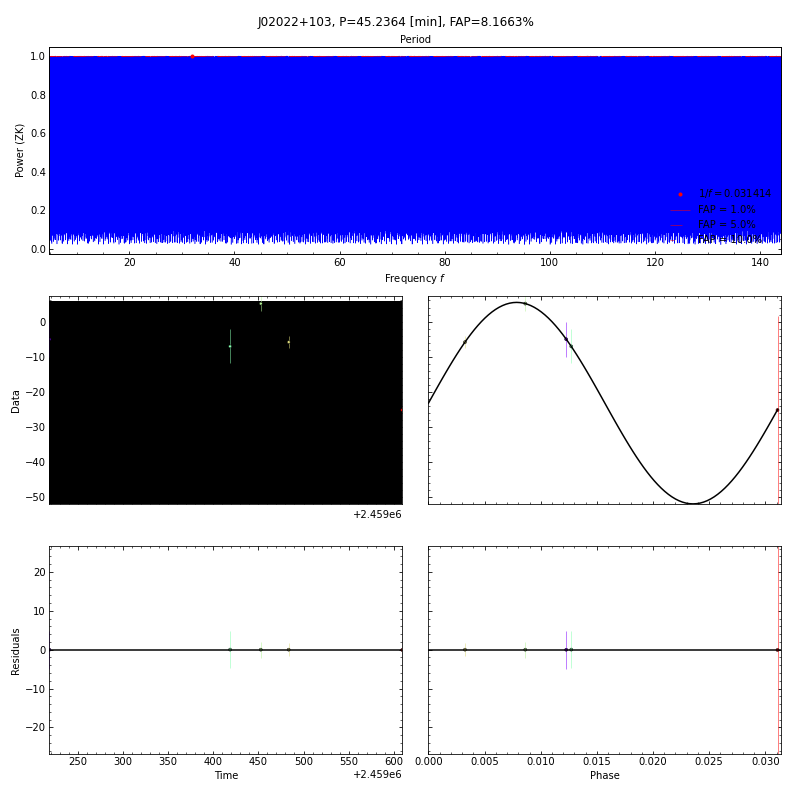 J02022+103, P=45.2364 [min], FAP=8.1663%
Period
1.0
0.8
0.6
0.4
0.2
0.0
Power (ZK)
1/f = 0.031414
FAP = 1.0%
20 40 60 80 100 120 140
Frequency f
0
−10
−20
−30
−40
−50
Data
+2.459e6
20
10
0
−10
−20
Residuals
250 300 350 400 450 500 550 600
Time
+2.459e6
0.000 0.005 0.010 0.015 0.020 0.025 0.030
Phase